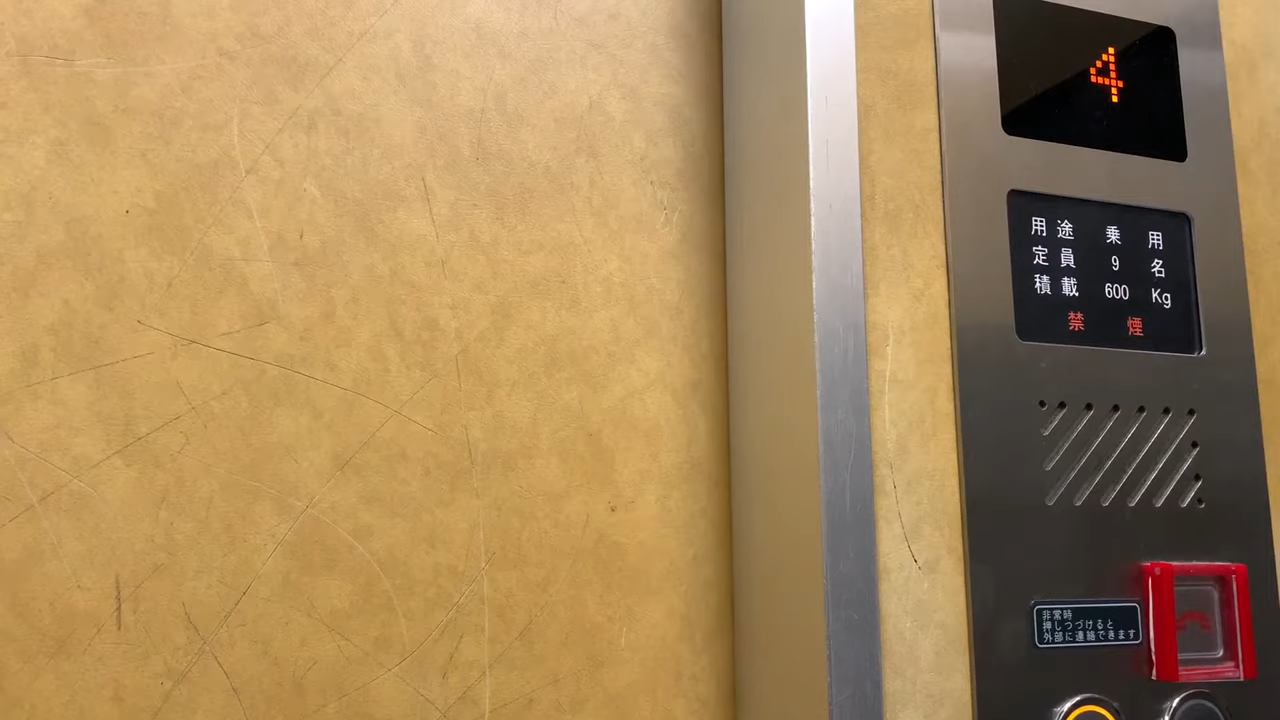 4
用途 乗用
定員 9名
積載 600 Kg
禁煙
非常時
押しつづけると
外部に連絡できます